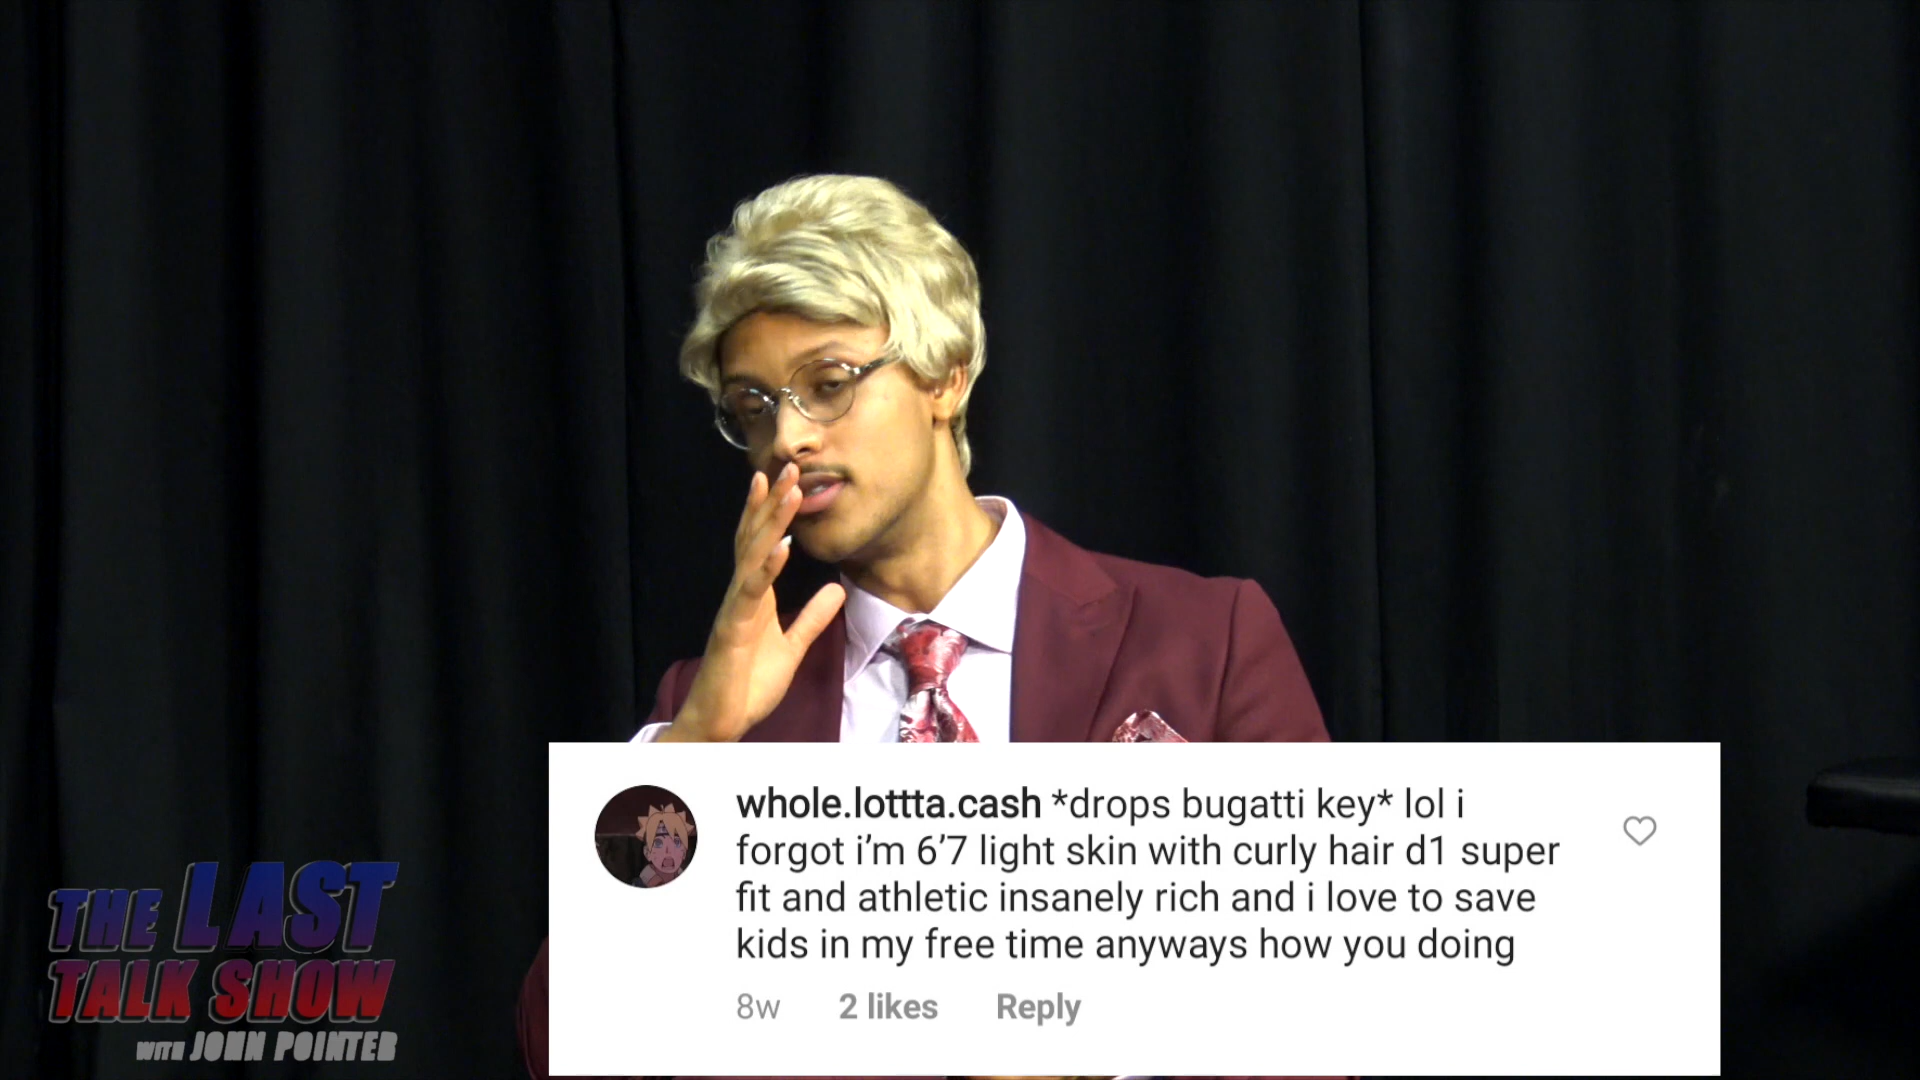 whole.lottta.cash *drops bugatti key* lol i
forgot i’m 6’7 light skin with curly hair d1 super
fit and athletic insanely rich and i love to save
kids in my free time anyways how you doing
8w 2 likes Reply
THE LAST
TALK SHOW
WITH JOHN POINTER